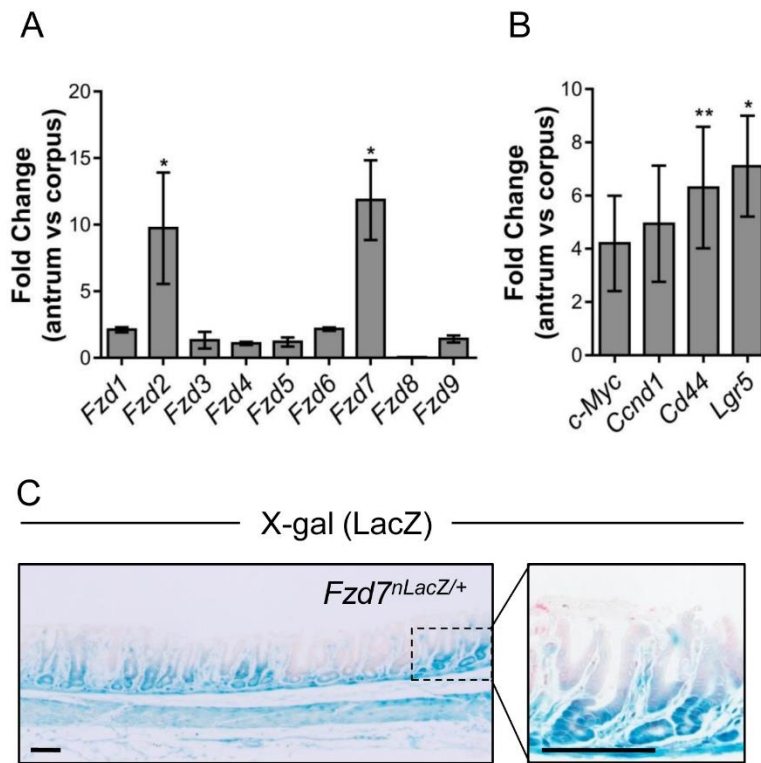 A
Fold Change
(antrum vs corpus)
20
15
10
5
0
*
*
Fzd1
Fzd2
Fzd3
Fzd4
Fzd5
Fzd6
Fzd7
Fzd8
Fzd9
B
Fold Change
(antrum vs corpus)
10
8
6
4
2
0
**
*
c-Myc
Ccnd1
Cd44
Lgr5
C
X-gal (LacZ)
Fzd7nLacZ/+